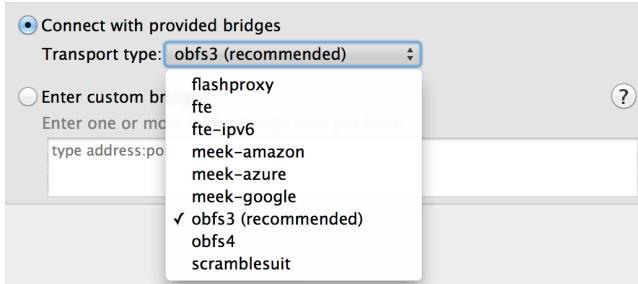 Connect with provided bridges
Transport type: obfs3 (recommended)
flashproxy
Enter custom br
fte
?
Enter one or mo
fte-ipv6
type address:po
meek-amazon
meek-azure
meek-google
✓ obfs3 (recommended)
obfs4
scramblesuit